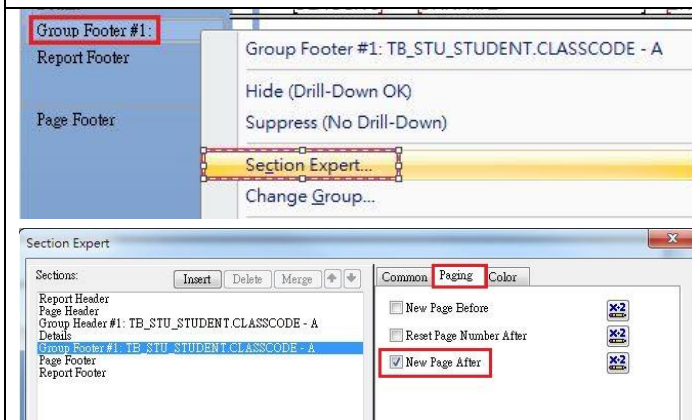 Group Footer #1:
Report Footer
Page Footer
Group Footer #1: TB_STU_STUDENT.CLASSCODE - A
Hide (Drill-Down OK)
Suppress (No Drill-Down)
Section Expert...
Change Group...
Section Expert
Sections:
Insert Delete Merge
Report Header
Page Header
Group Header #1: TB_STU_STUDENT.CLASSCODE - A
Details
Group Footer #1: TB_STU_STUDENT.CLASSCODE - A
Page Footer
Report Footer
Common Paging Color
New Page Before
X-2
Reset Page Number After
X-2
New Page After
X-2